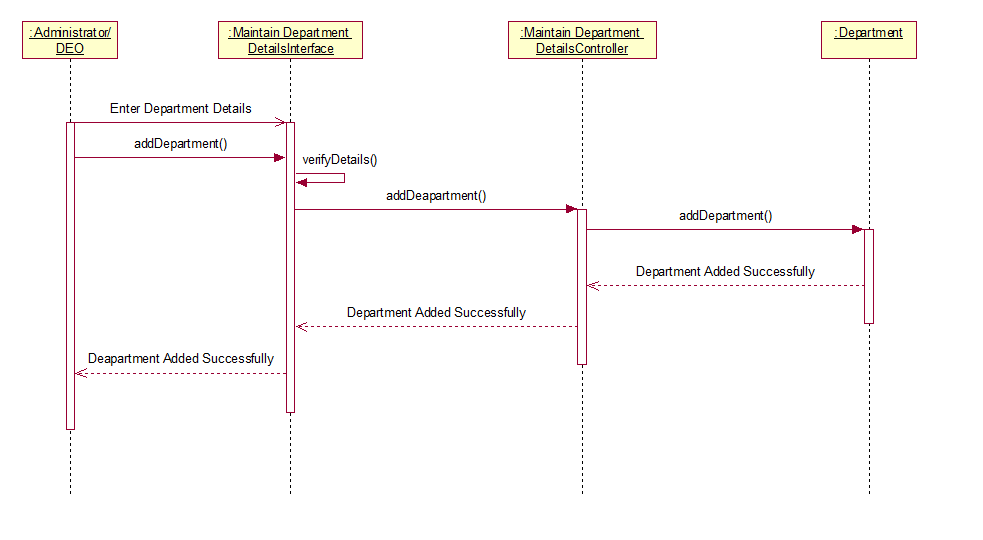 :Administrator/
DEO
:Maintain Department
DetailsInterface
:Maintain Department
DetailsController
:Department
Enter Department Details
addDepartment()
verifyDetails()
addDeapartment()
addDepartment()
Department Added Successfully
Department Added Successfully
Deapartment Added Successfully